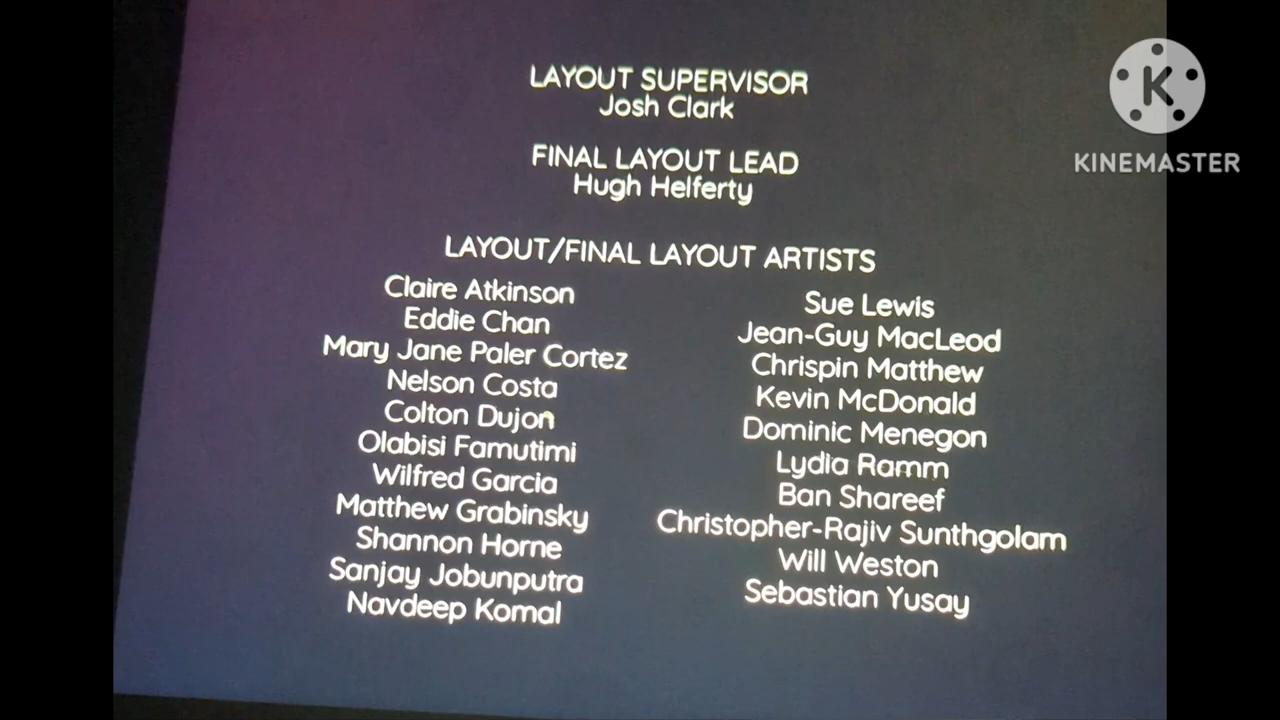 LAYOUT SUPERVISOR
Josh Clark
FINAL LAYOUT LEAD
Hugh Helferty
LAYOUT/FINAL LAYOUT ARTISTS
Claire Atkinson
Eddie Chan
Mary Jane Paler Cortez
Nelson Costa
Colton Dujon
Olabisi Famutimi
Wilfred Garcia
Matthew Grabinsky
Shannon Horne
Sanjay Jobunputra
Navdeep Komal
Sue Lewis
Jean-Guy MacLeod
Chrispin Matthew
Kevin McDonald
Dominic Menegon
Lydia Ramm
Ban Shareef
Christopher-Rajiv Sunthgolam
Will Weston
Sebastian Yusay
K
KINEMASTER